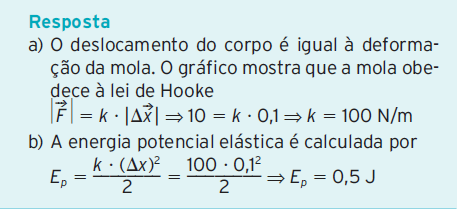 Resposta
a) O deslocamento do corpo é igual à deforma-
ção da mola. O gráfico mostra que a mola obe-
dece à lei de Hooke
|F⃗| = k · |Δx⃗| ⇒ 10 = k · 0,1 ⇒ k = 100 N/m
b) A energia potencial elástica é calculada por
Eₚ = k · (Δx)²/2 = 100 · 0,1²/2 ⇒ Eₚ = 0,5 J